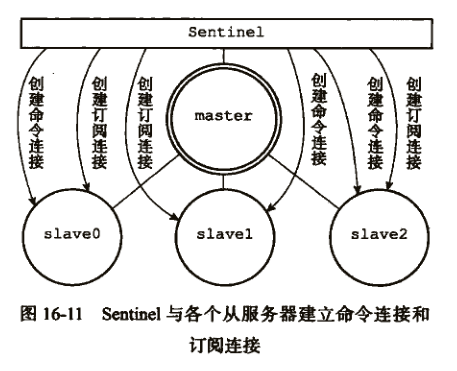 Sentinel
master
创建命令连接
创建订阅连接
创建订阅连接
创建命令连接
创建命令连接
创建订阅连接
slave0
slave1
slave2
图 16-11 Sentinel 与各个从服务器建立命令连接和
订阅连接